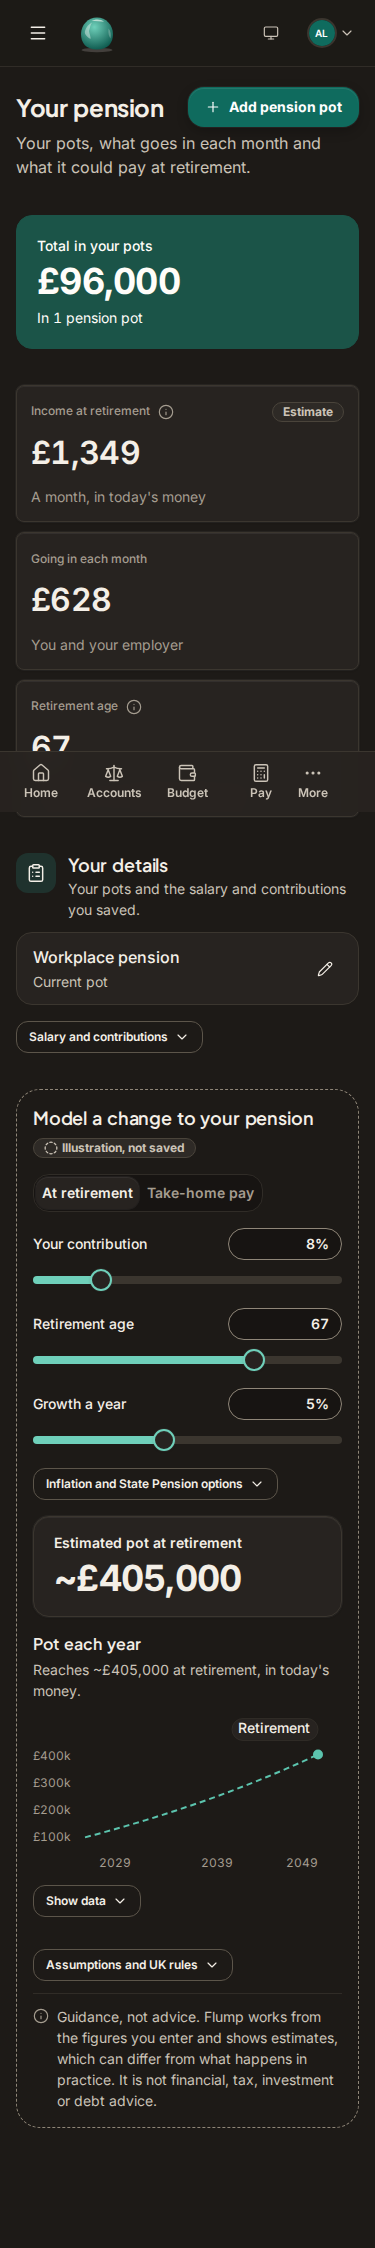 AL
Your pension
Add pension pot
Your pots, what goes in each month and
what it could pay at retirement.
Total in your pots
£96,000
In 1 pension pot
Income at retirement
Estimate
£1,349
A month, in today's money
Going in each month
£628
You and your employer
Retirement age
67
Home
Accounts
Budget
Pay
More
Your details
Your pots and the salary and contributions
you saved.
Workplace pension
Current pot
Salary and contributions
Model a change to your pension
Illustration, not saved
At retirement
Take-home pay
Your contribution
8%
Retirement age
67
Growth a year
5%
Inflation and State Pension options
Estimated pot at retirement
~£405,000
Pot each year
Reaches ~£405,000 at retirement, in today's
money.
Retirement
£400k
£300k
£200k
£100k
2029
2039
2049
Show data
Assumptions and UK rules
Guidance, not advice. Flump works from
the figures you enter and shows estimates,
which can differ from what happens in
practice. It is not financial, tax, investment
or debt advice.